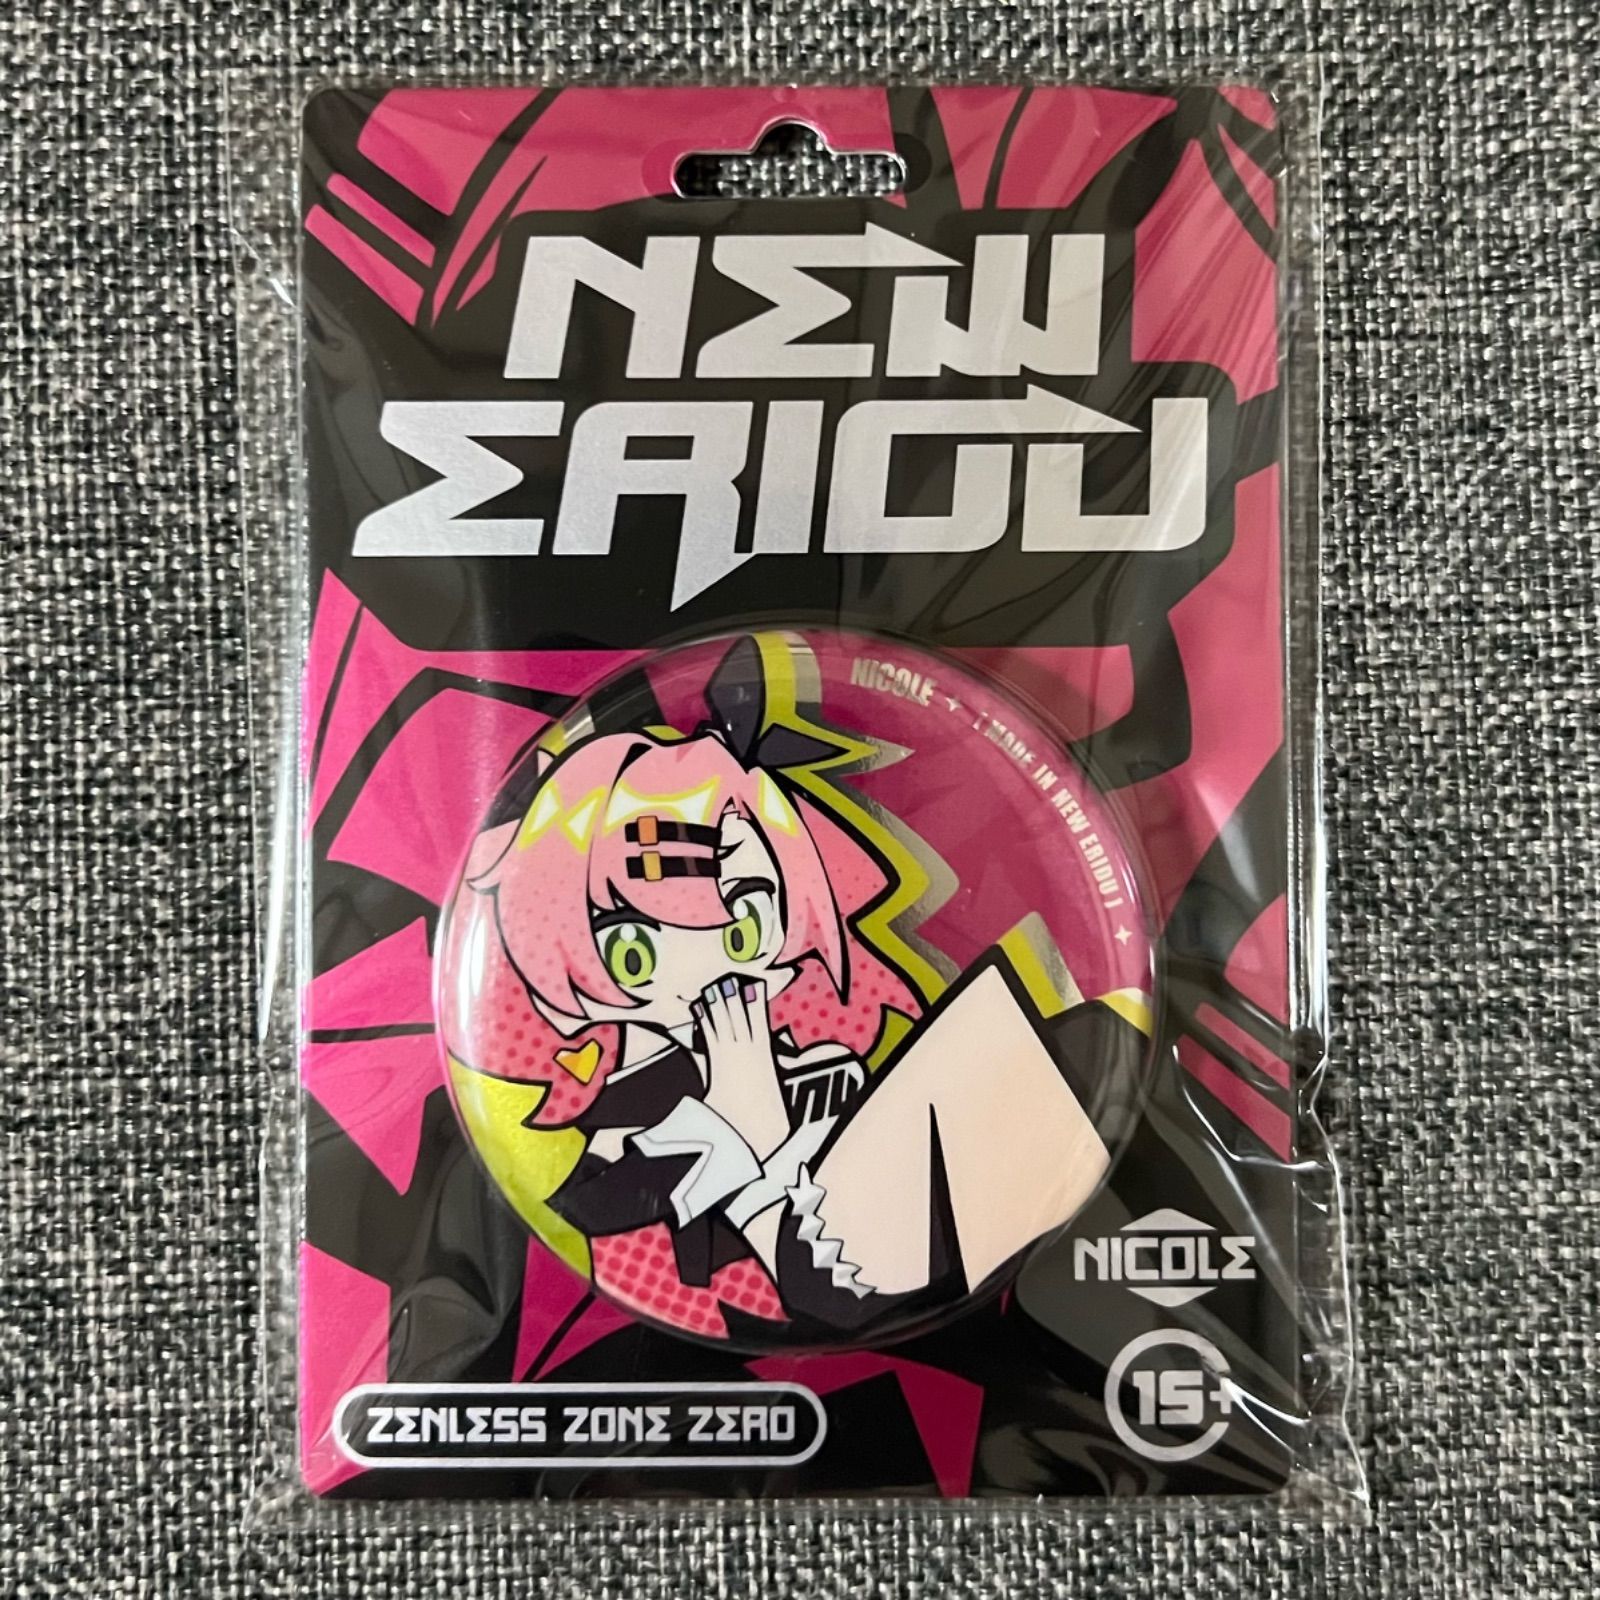 NEW
ERIDU
NICOLE ✦ [ MADE IN NEW ERIDU ] ✦
NICOLE
15+
ZENLESS ZONE ZERO